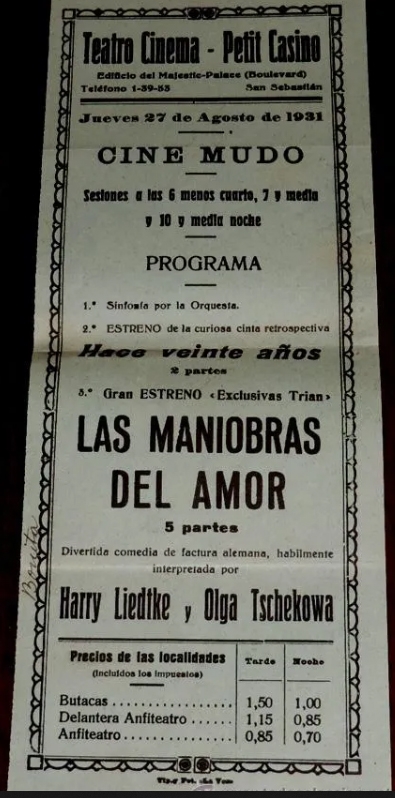 Teatro Cinema - Petit Casino
Edificio del Majestic-Palace (Boulevard)
Teléfono 1-39-53 San Sebastián
Jueves 27 de Agosto de 1931
CINE MUDO
Sesiones a las 6 menos cuarto, 7 y media
y 10 y media noche
PROGRAMA
1.º Sinfonía por la Orquesta.
2.º ESTRENO de la curiosa cinta retrospectiva
Hace veinte años
2 partes
3.º Gran ESTRENO «Exclusivas Trian»
LAS MANIOBRAS
DEL AMOR
5 partes
Divertida comedia de factura alemana, habilmente
interpretada por
Harry Liedtke y Olga Tschekowa
Precios de las localidades Tarde Noche
(Incluidos los impuestos)
Butacas 1,50 1,00
Delantera Anfiteatro 1,15 0,85
Anfiteatro 0,85 0,70
Bonita